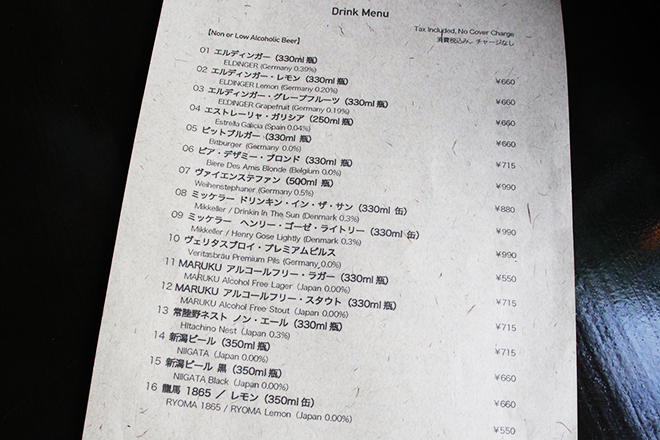 Drink Menu
Tax Included, No Cover Charge
消費税込み、チャージなし
【Non or Low Alcoholic Beer】
01 エルディンガー（330ml 瓶）
ELDINGER (Germany 0.39%)
¥660
02 エルディンガー・レモン（330ml 瓶）
ELDINGER Lemon (Germany 0.20%)
¥660
03 エルディンガー・グレープフルーツ（330ml 瓶）
ELDINGER Grapefruit (Germany 0.19%)
¥660
04 エストレーリャ・ガリシア（250ml 瓶）
Estrella Galicia (Spain 0.04%)
¥660
05 ビットブルガー（330ml 瓶）
Bitburger (Germany 0.0%)
¥715
06 ビア・デザミー・ブロンド（330ml 瓶）
Biere Des Amis Blonde (Belgium 0.0%)
¥990
07 ヴァイエンステファン（500ml 瓶）
Weihenstephaner (Germany 0.5%)
¥880
08 ミッケラー ドリンキン・イン・ザ・サン（330ml 缶）
Mikkeller / Drinkin In The Sun (Denmark 0.3%)
¥990
09 ミッケラー ヘンリー・ゴーゼ・ライトリー（330ml 缶）
Mikkeller / Henry Gose Lightly (Denmark 0.3%)
¥990
10 ヴェリタスブロイ・プレミアムピルス
Veritasbräu Premium Pils (Germany 0.0%)
¥550
11 MARUKU アルコールフリー・ラガー（330ml 瓶）
MARUKU Alcohol Free Lager (Japan 0.00%)
¥715
12 MARUKU アルコールフリー・スタウト（330ml 瓶）
MARUKU Alcohol Free Stout (Japan 0.00%)
¥715
13 常陸野ネスト ノン・エール（330ml 瓶）
Hitachino Nest (Japan 0.3%)
¥715
14 新潟ビール（350ml 瓶）
NIIGATA (Japan 0.00%)
¥660
15 新潟ビール 黒（350ml 瓶）
NIIGATA Black (Japan 0.00%)
¥660
16 龍馬 1865 ／ レモン（350ml 缶）
RYOMA 1865 / RYOMA Lemon (Japan 0.00%)
¥550